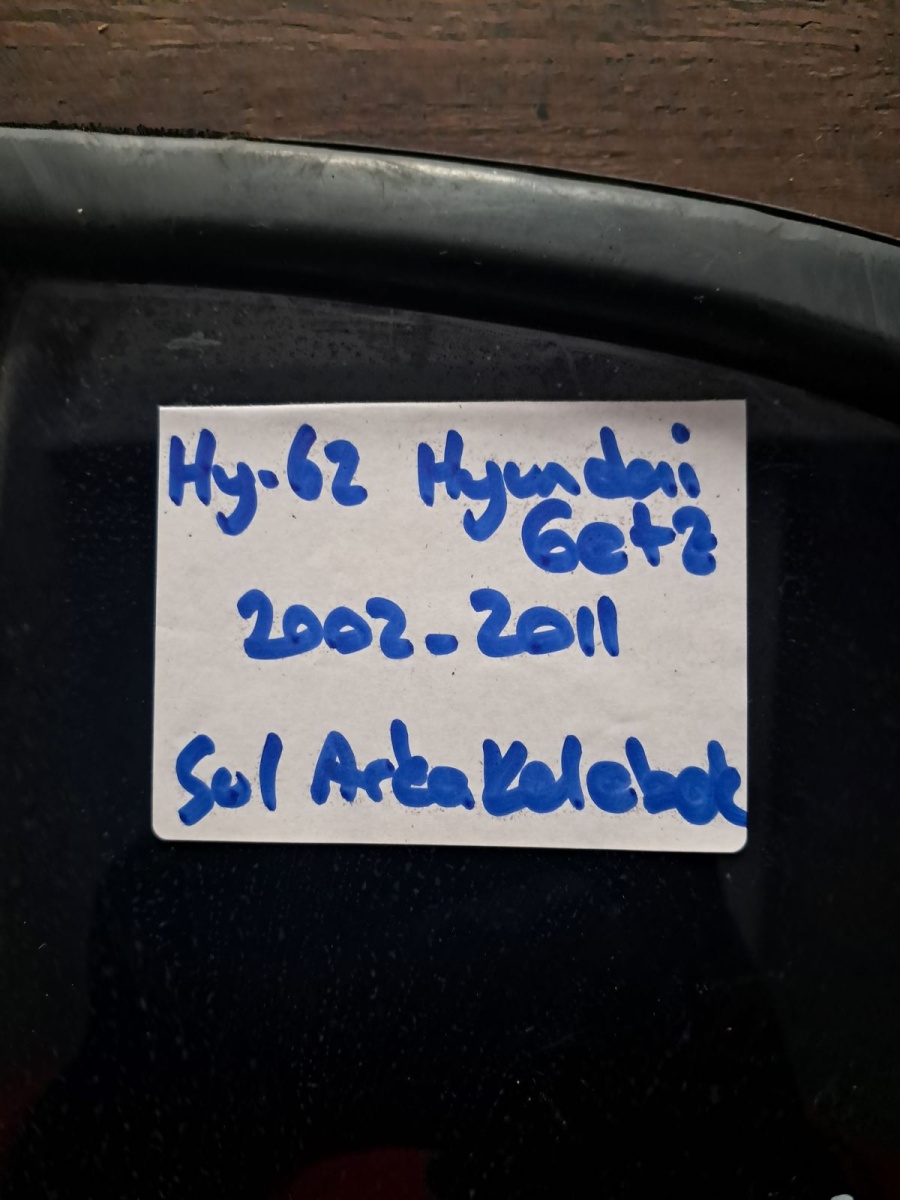 Hy-62 Hyundai
Getz
2002-2011
Sol Arka Kelebek